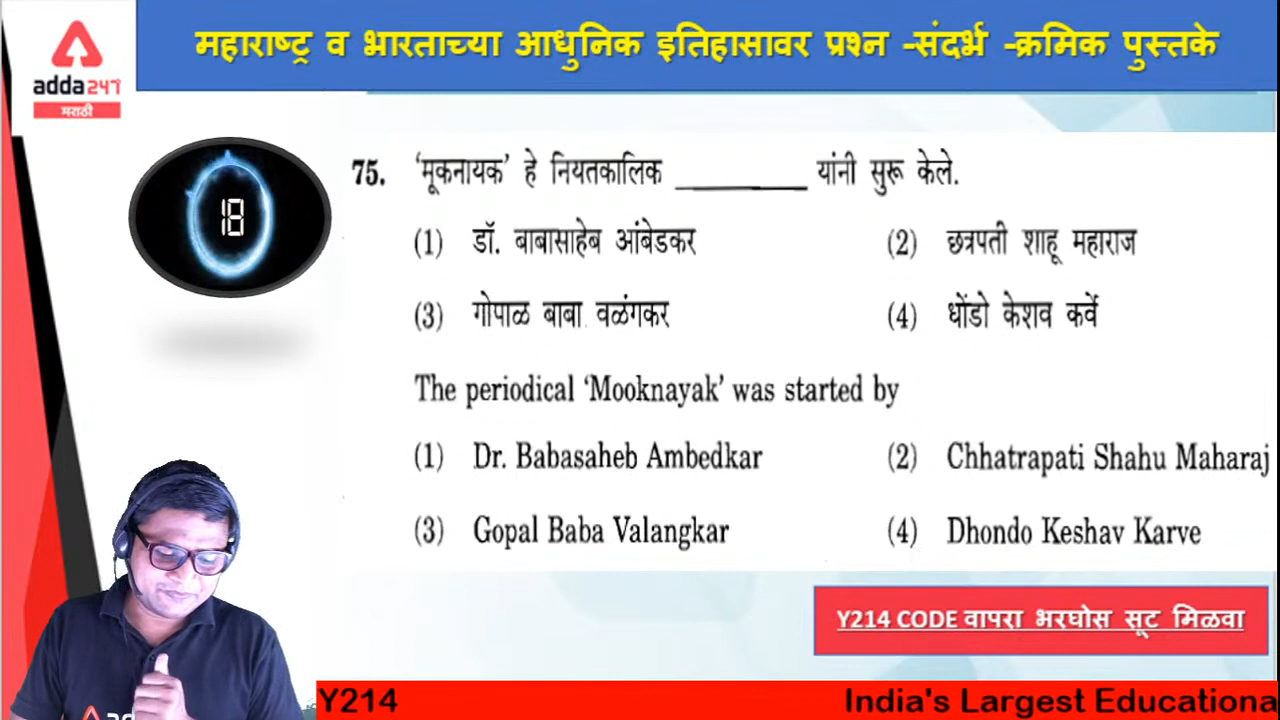 महाराष्ट्र व भारताच्या आधुनिक इतिहासावर प्रश्न -संदर्भ -क्रमिक पुस्तके
adda247
मराठी
18
75. 'मूकनायक' हे नियतकालिक __________ यांनी सुरू केले.
(1) डॉ. बाबासाहेब आंबेडकर (2) छत्रपती शाहू महाराज
(3) गोपाळ बाबा वळंगकर (4) धोंडो केशव कर्वे
The periodical 'Mooknayak' was started by
(1) Dr. Babasaheb Ambedkar (2) Chhatrapati Shahu Maharaj
(3) Gopal Baba Valangkar (4) Dhondo Keshav Karve
Y214 CODE वापरा भरघोस सूट मिळवा
Y214 India's Largest Educationa